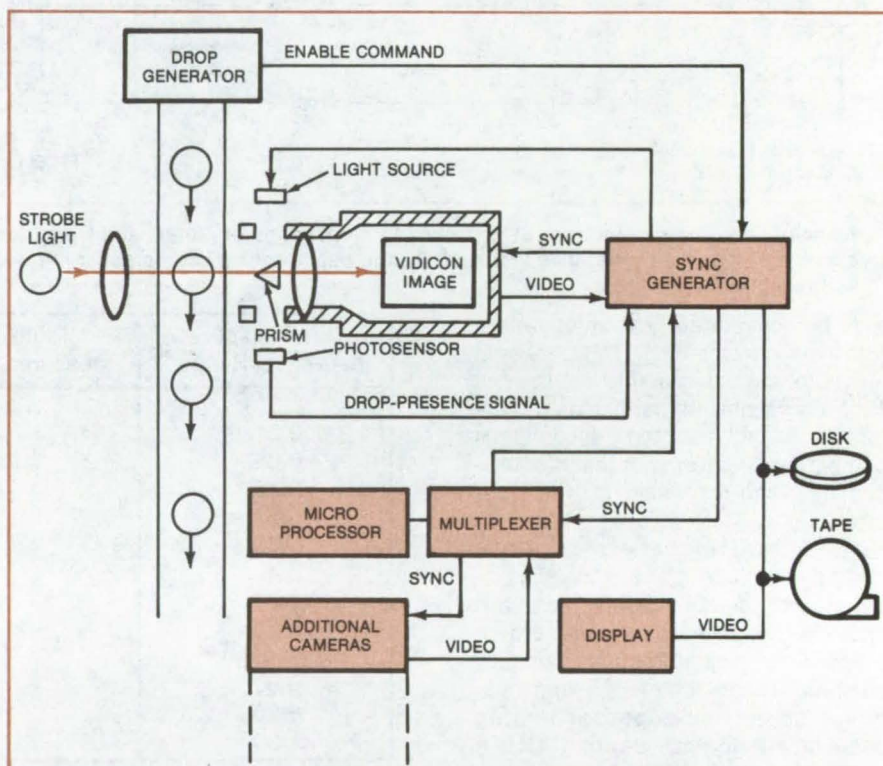 DROP
GENERATOR
ENABLE COMMAND
LIGHT SOURCE
STROBE
LIGHT
VIDICON
IMAGE
SYNC
VIDEO
SYNC
GENERATOR
PRISM
PHOTOSENSOR
DROP-PRESENCE SIGNAL
DISK
MICRO
PROCESSOR
MULTIPLEXER
SYNC
TAPE
SYNC
ADDITIONAL
CAMERAS
VIDEO
DISPLAY
VIDEO